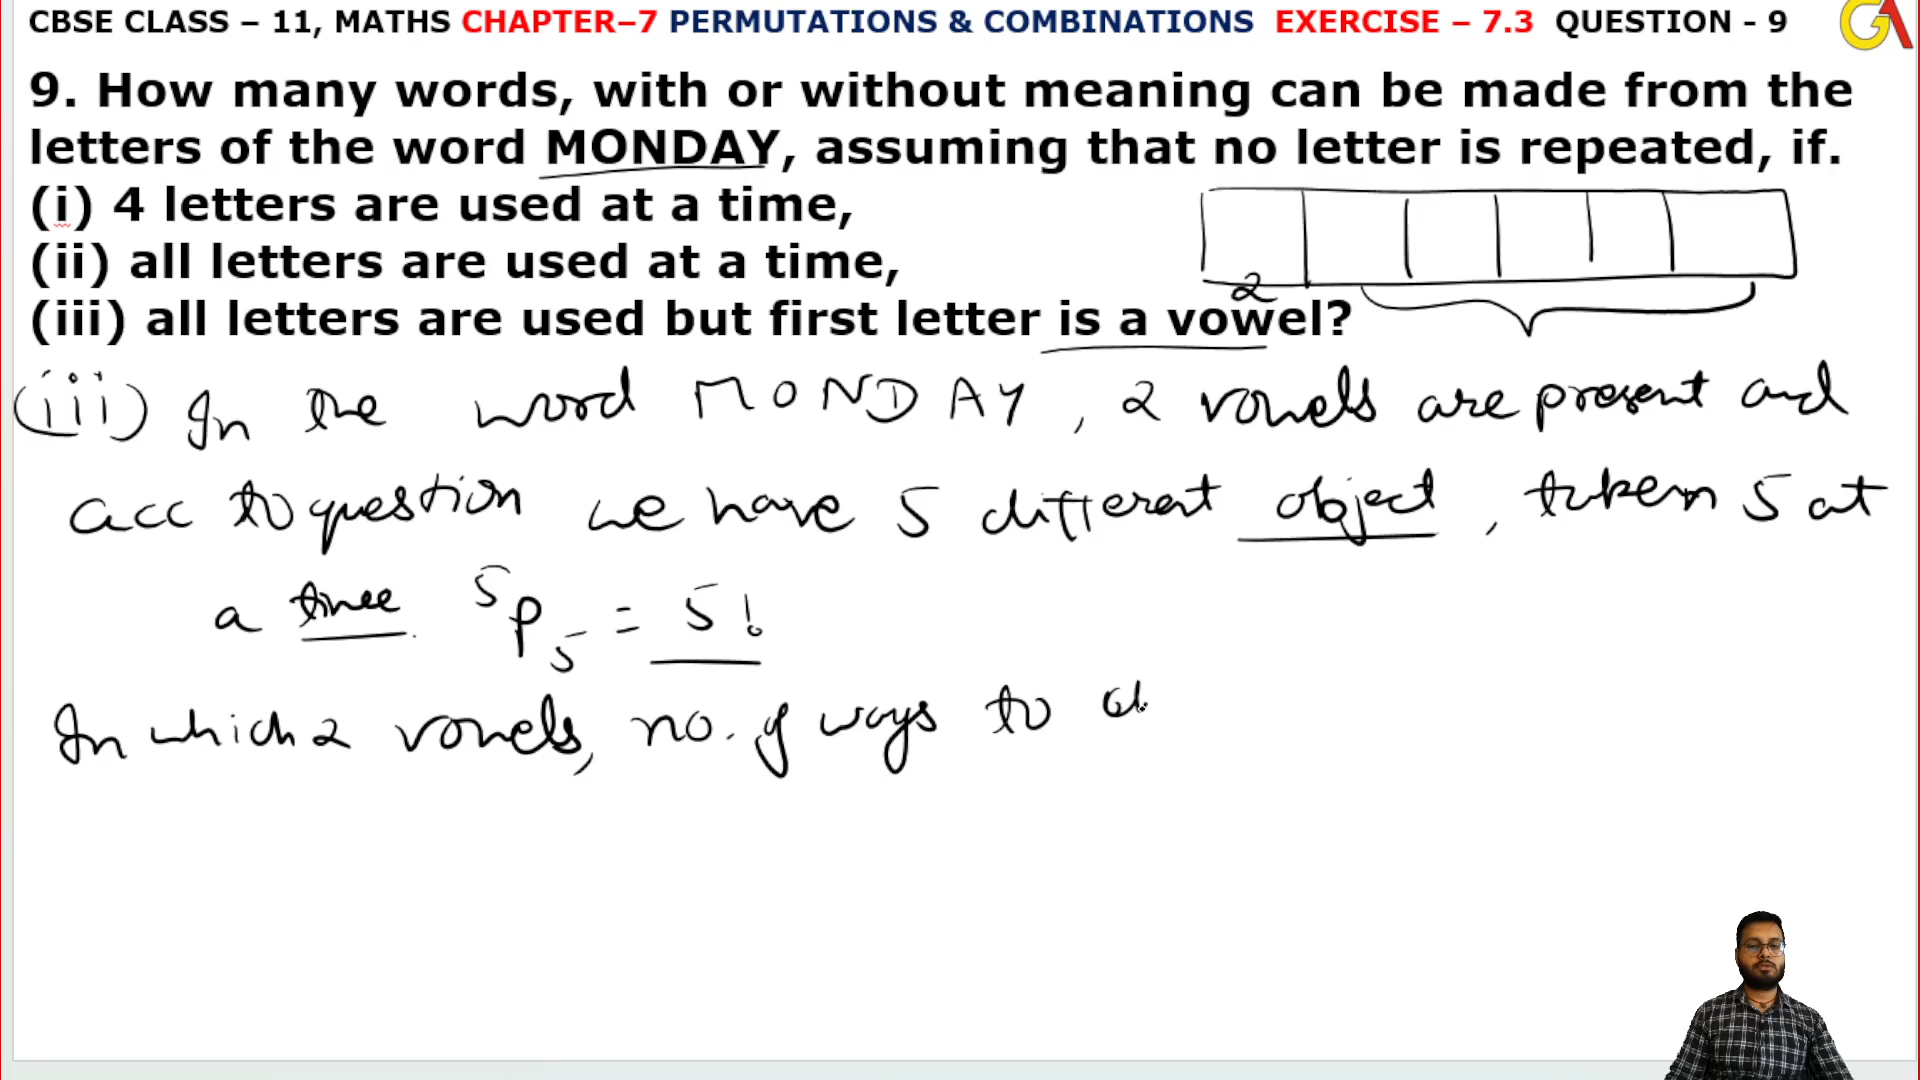 CBSE CLASS – 11, MATHS CHAPTER–7 PERMUTATIONS & COMBINATIONS EXERCISE – 7.3 QUESTION - 9
GA
9. How many words, with or without meaning can be made from the
letters of the word MONDAY, assuming that no letter is repeated, if.
(i) 4 letters are used at a time,
(ii) all letters are used at a time,
2
(iii) all letters are used but first letter is a vowel?
(iii) In the word MONDAY, 2 vowels are present and
acc to question we have 5 different object, taken 5 at
a time. ⁵P₅ = 5!
In which 2 vowels, no. of ways to